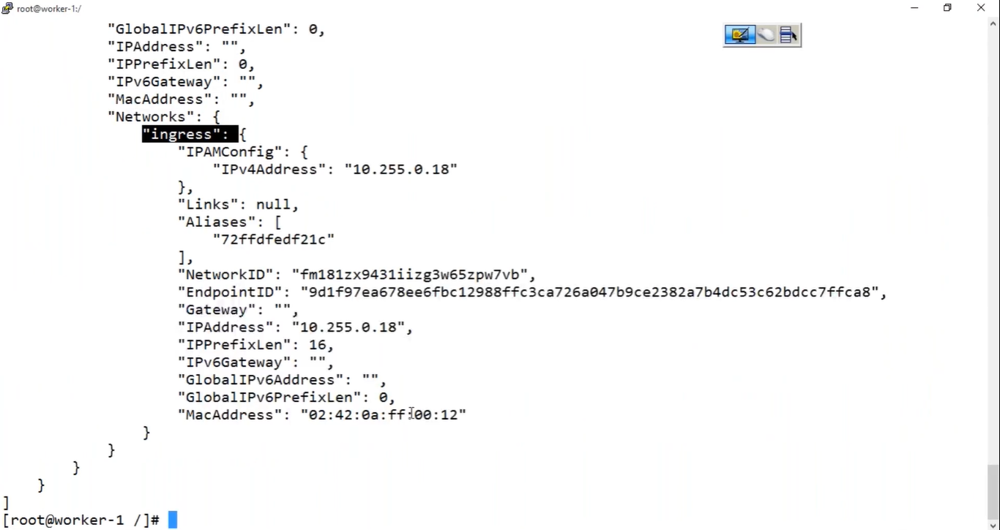 root@worker-1:/
"GlobalIPv6PrefixLen": 0,
"IPAddress": "",
"IPPrefixLen": 0,
"IPv6Gateway": "",
"MacAddress": "",
"Networks": {
"ingress": {
"IPAMConfig": {
"IPv4Address": "10.255.0.18"
},
"Links": null,
"Aliases": [
"72ffdfedf21c"
],
"NetworkID": "fm181zx9431iizg3w65zpw7vb",
"EndpointID": "9d1f97ea678ee6fbc12988ffc3ca726a047b9ce2382a7b4dc53c62bdcc7ffca8",
"Gateway": "",
"IPAddress": "10.255.0.18",
"IPPrefixLen": 16,
"IPv6Gateway": "",
"GlobalIPv6Address": "",
"GlobalIPv6PrefixLen": 0,
"MacAddress": "02:42:0a:ff:00:12"
}
}
}
}
]
[root@worker-1 /]#